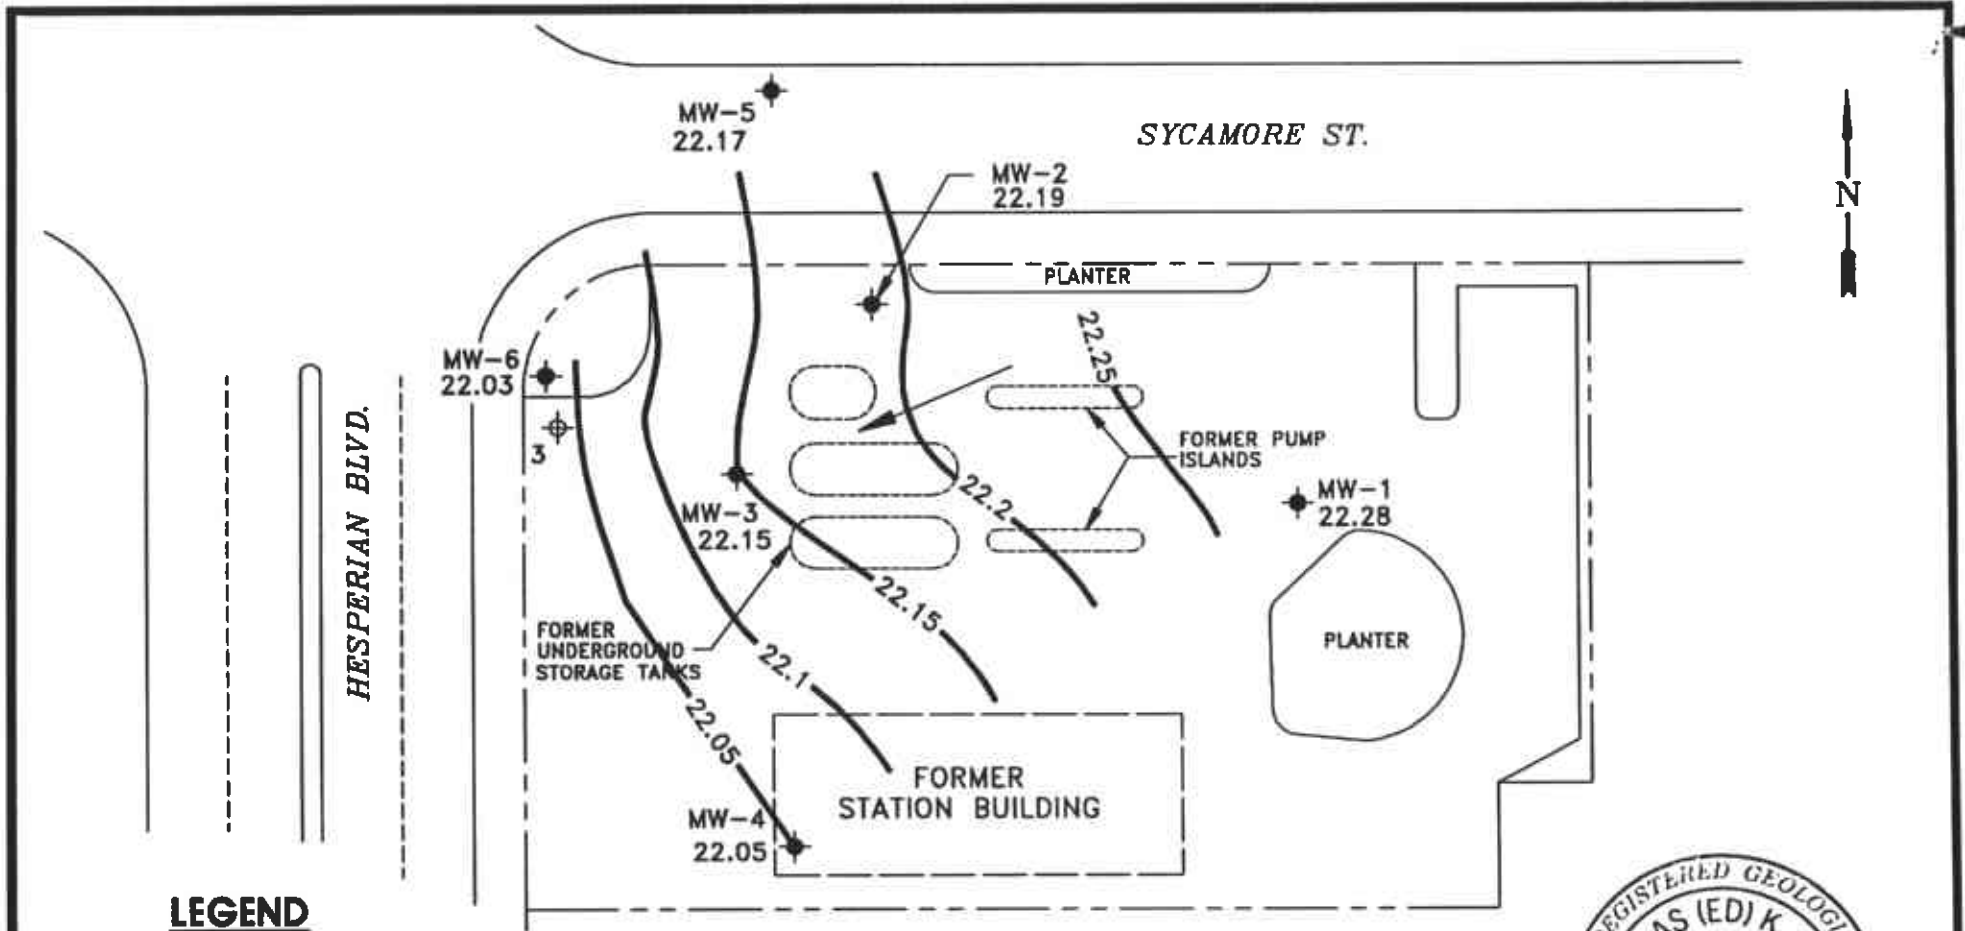 MW-5
22.17
SYCAMORE ST.
MW-2
22.19
N
PLANTER
22.25
MW-6
22.03
HESPERIAN BLVD.
3
FORMER PUMP
ISLANDS
MW-1
22.28
22.2
MW-3
22.15
22.15
FORMER
UNDERGROUND
STORAGE TANKS
22.1
PLANTER
22.05
FORMER
STATION BUILDING
MW-4
22.05
LEGEND
(ED) K.